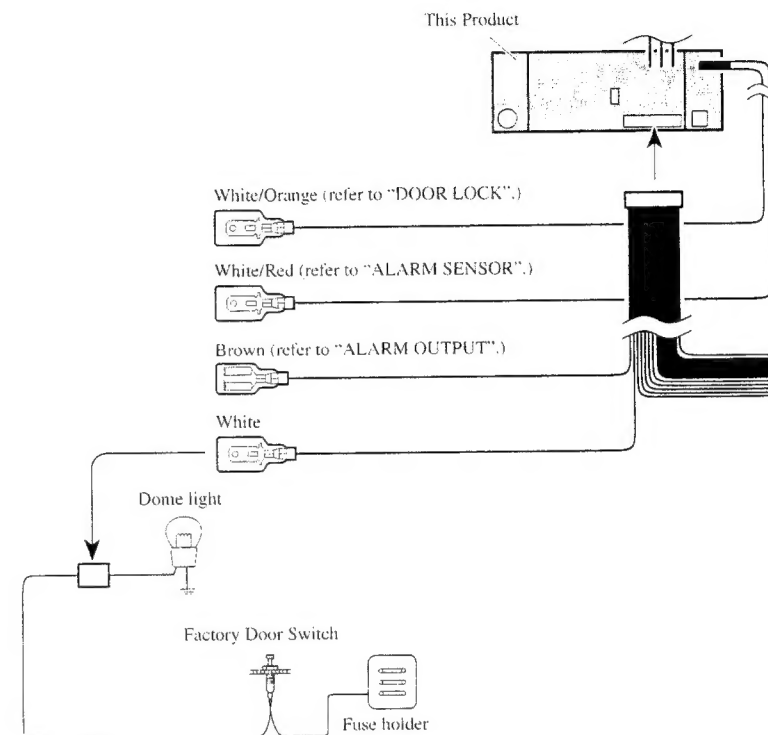 This Product
White/Orange (refer to “DOOR LOCK”.)
White/Red (refer to “ALARM SENSOR”.)
Brown (refer to “ALARM OUTPUT”.)
White
Dome light
Factory Door Switch
Fuse holder